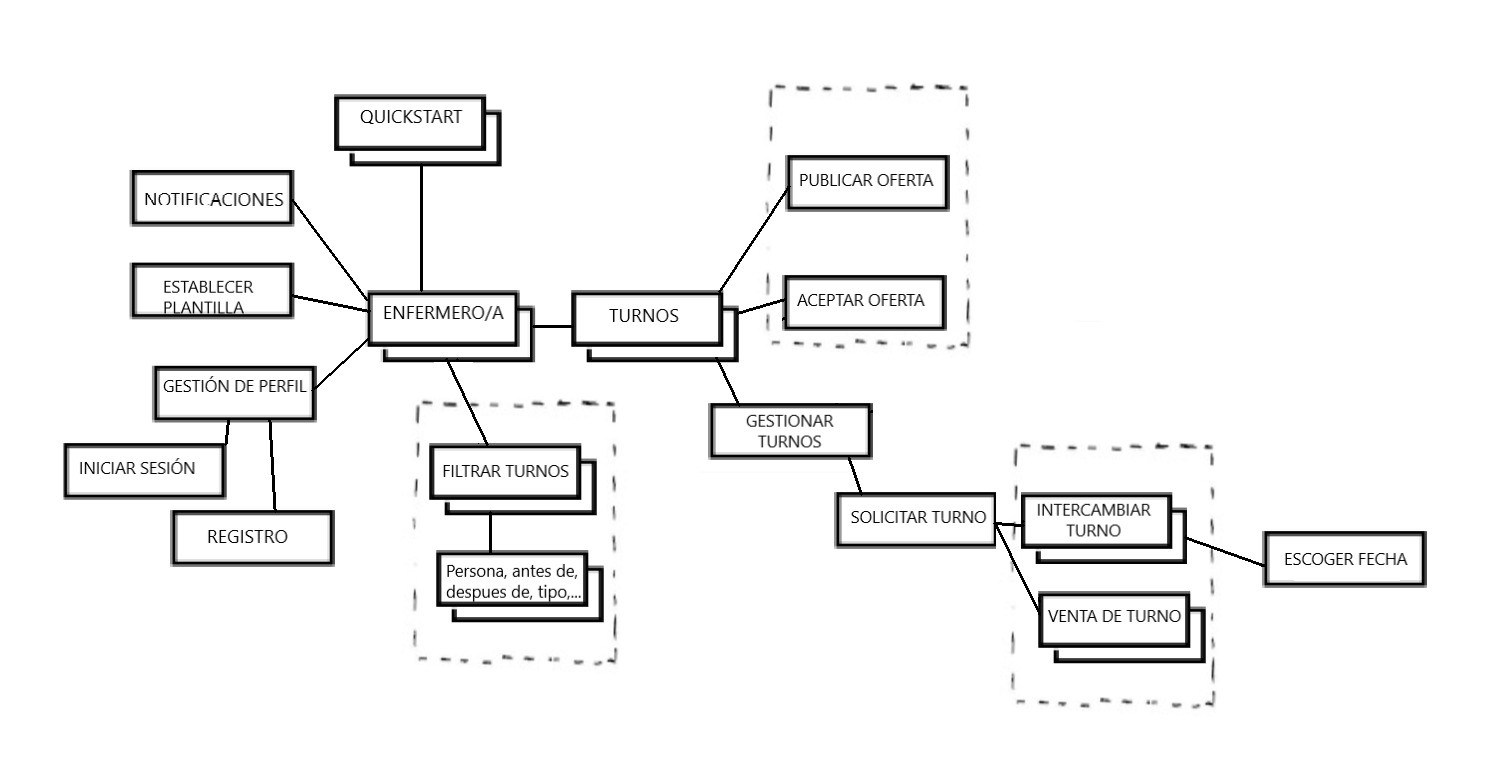 QUICKSTART
NOTIFICACIONES
PUBLICAR OFERTA
ESTABLECER
PLANTILLA
ACEPTAR OFERTA
ENFERMERO/A
TURNOS
GESTIÓN DE PERFIL
GESTIONAR
TURNOS
INICIAR SESIÓN
FILTRAR TURNOS
REGISTRO
SOLICITAR TURNO
INTERCAMBIAR
TURNO
ESCOGER FECHA
Persona, antes de,
despues de, tipo,...
VENTA DE TURNO